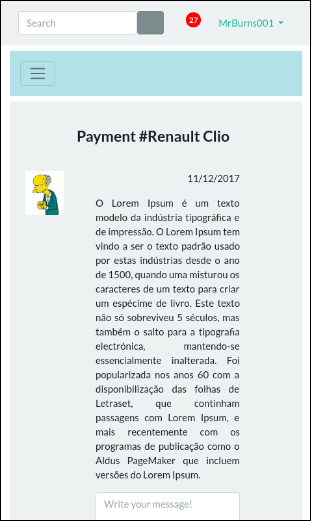 Search
27
MrBurns001
Payment #Renault Clio
11/12/2017
O Lorem Ipsum é um texto
modelo da indústria tipográfica e
de impressão. O Lorem Ipsum tem
vindo a ser o texto padrão usado
por estas indústrias desde o ano
de 1500, quando uma misturou os
caracteres de um texto para criar
um espécime de livro. Este texto
não só sobreviveu 5 séculos, mas
também o salto para a tipografia
electrónica, mantendo-se
essencialmente inalterada. Foi
popularizada nos anos 60 com a
disponibilização das folhas de
Letraset, que continham
passagens com Lorem Ipsum, e
mais recentemente com os
programas de publicação como o
Aldus PageMaker que incluem
versões do Lorem Ipsum.
Write your message!